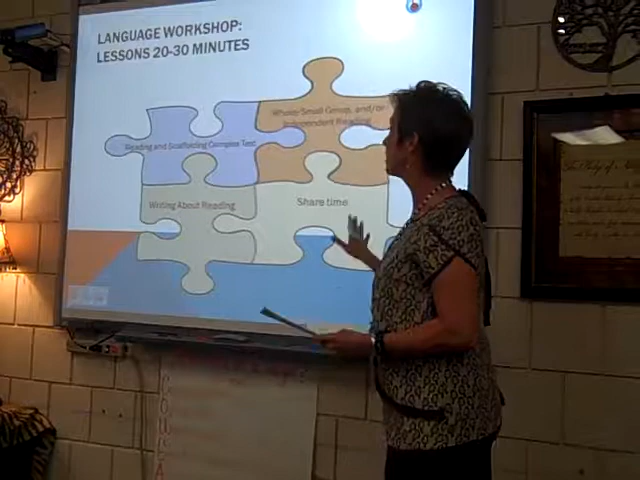 LANGUAGE WORKSHOP:
LESSONS 20-30 MINUTES
Whole, Small Group, and/or
Independent Reading
Reading and Scaffolding Complex Text
Writing About Reading
Share time